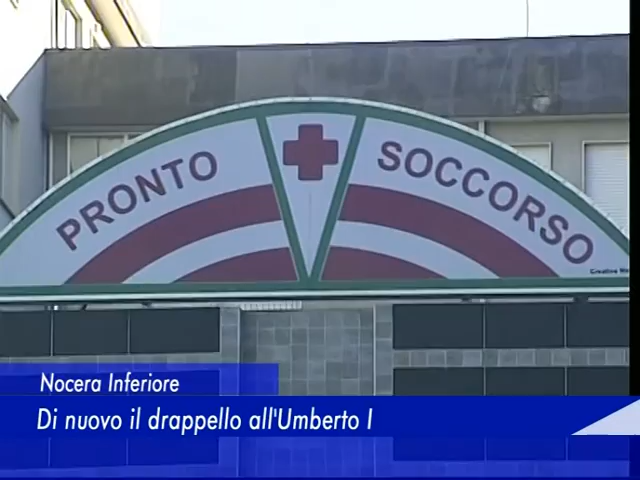 PRONTO SOCCORSO
Nocera Inferiore
Di nuovo il drappello all'Umberto I